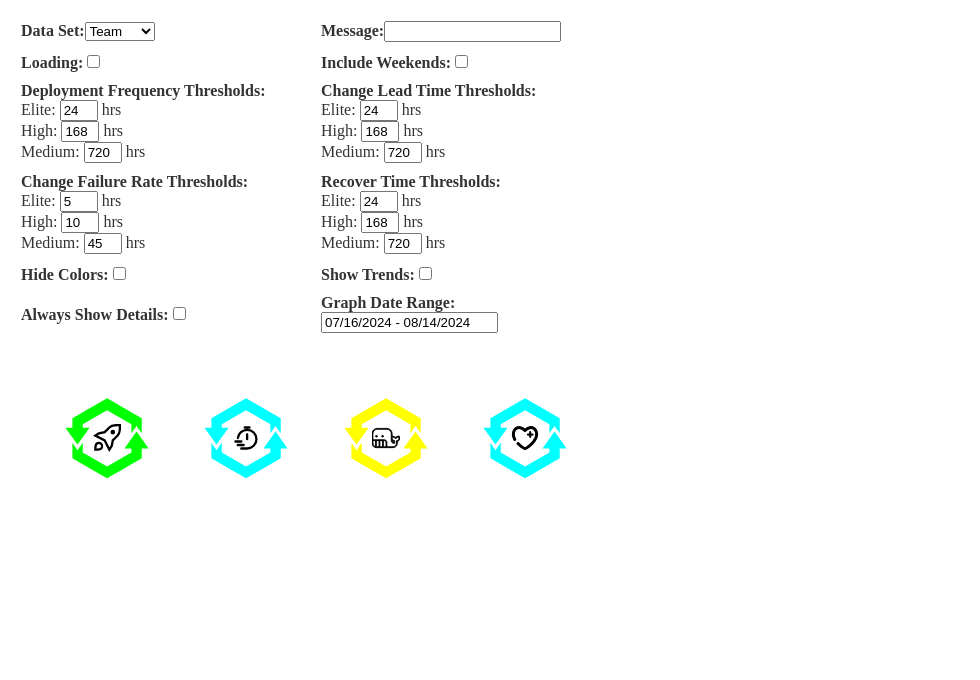 Data Set: Team
Message:
Loading:
Include Weekends:
Deployment Frequency Thresholds:
Elite: 24 hrs
High: 168 hrs
Medium: 720 hrs
Change Lead Time Thresholds:
Elite: 24 hrs
High: 168 hrs
Medium: 720 hrs
Change Failure Rate Thresholds:
Elite: 5 hrs
High: 10 hrs
Medium: 45 hrs
Recover Time Thresholds:
Elite: 24 hrs
High: 168 hrs
Medium: 720 hrs
Hide Colors:
Show Trends:
Always Show Details:
Graph Date Range:
07/16/2024 - 08/14/2024